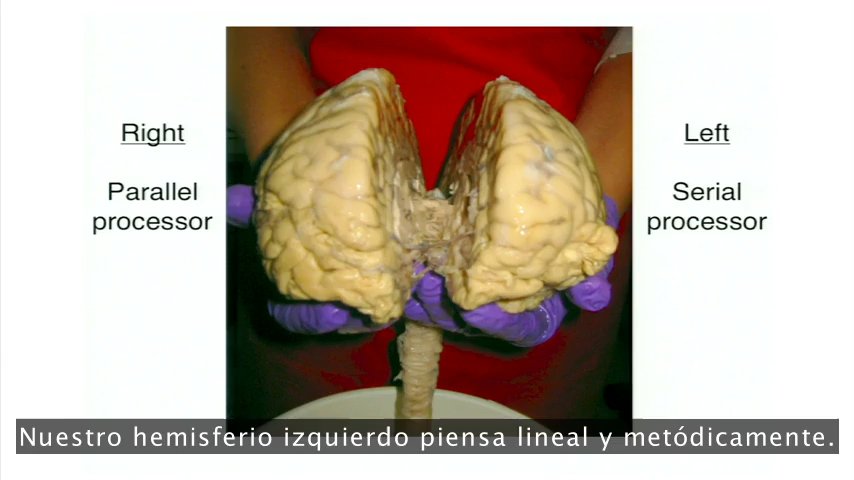 Right
Parallel
processor
Left
Serial
processor
Nuestro hemisferio izquierdo piensa lineal y metódicamente.